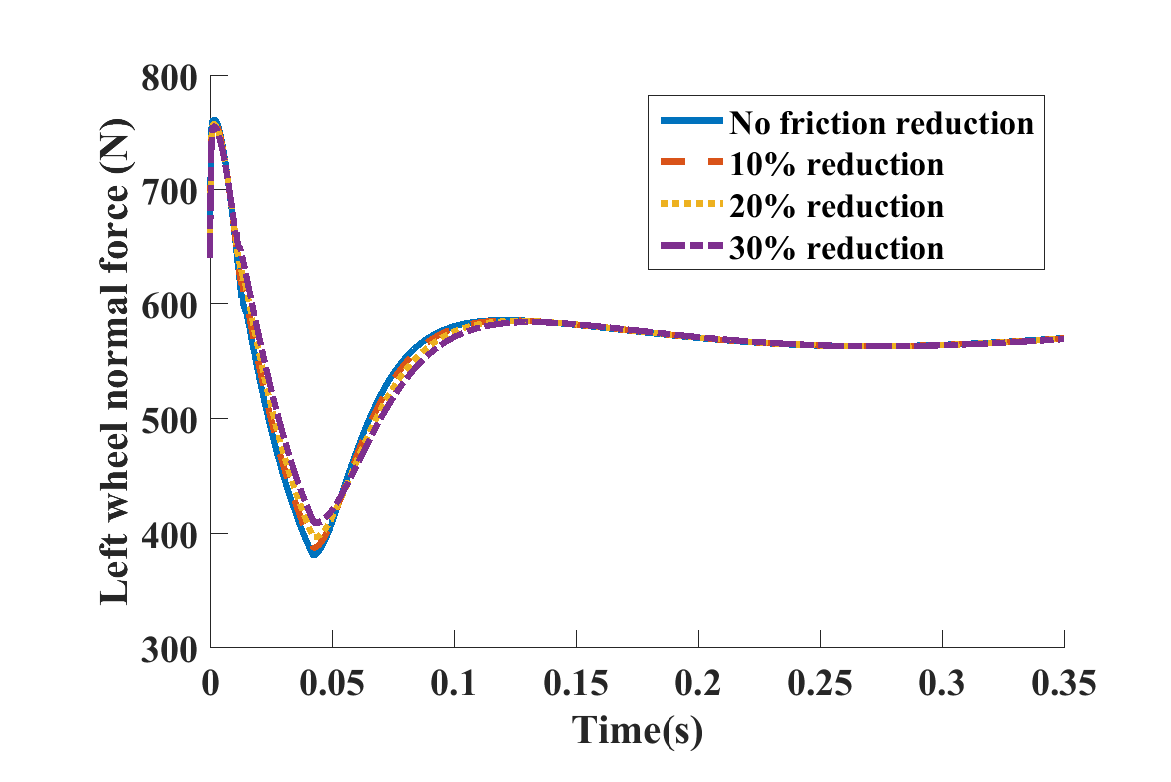 Left wheel normal force (N)
800
700
600
500
400
300
No friction reduction
10% reduction
20% reduction
30% reduction
0 0.05 0.1 0.15 0.2 0.25 0.3 0.35
Time(s)